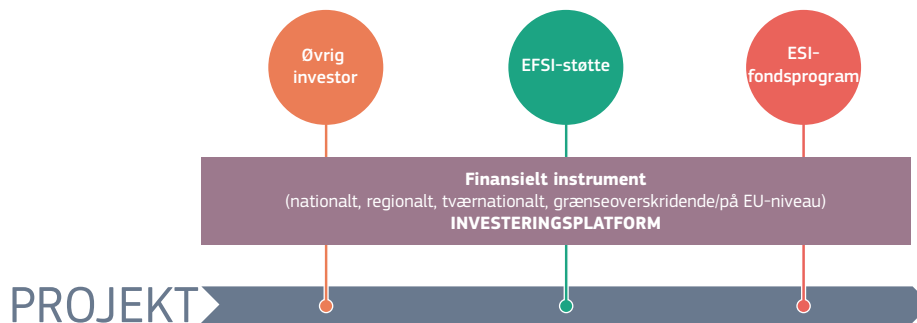 Øvrig
investor
EFSI-støtte
ESI-
fondsprogram
Finansielt instrument
(nationalt, regionalt, tværnationalt, grænseoverskridende/på EU-niveau)
INVESTERINGSPLATFORM
PROJEKT